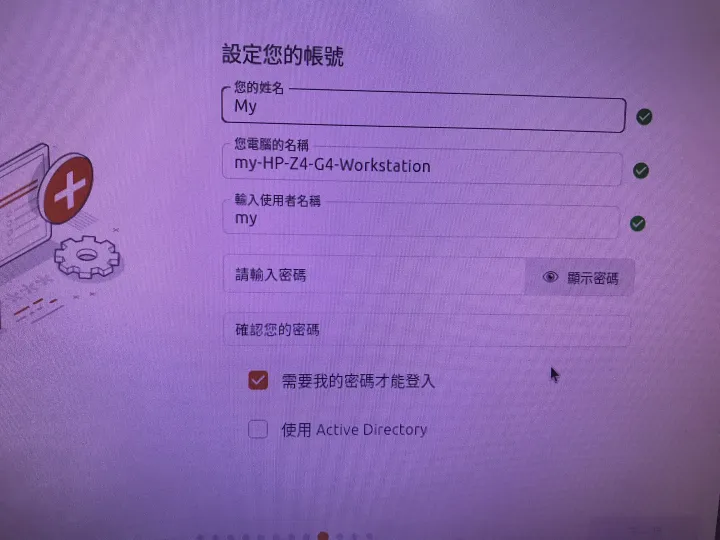 設定您的帳號
您的姓名
My
您電腦的名稱
my-HP-Z4-G4-Workstation
輸入使用者名稱
my
請輸入密碼
顯示密碼
確認您的密碼
需要我的密碼才能登入
使用 Active Directory